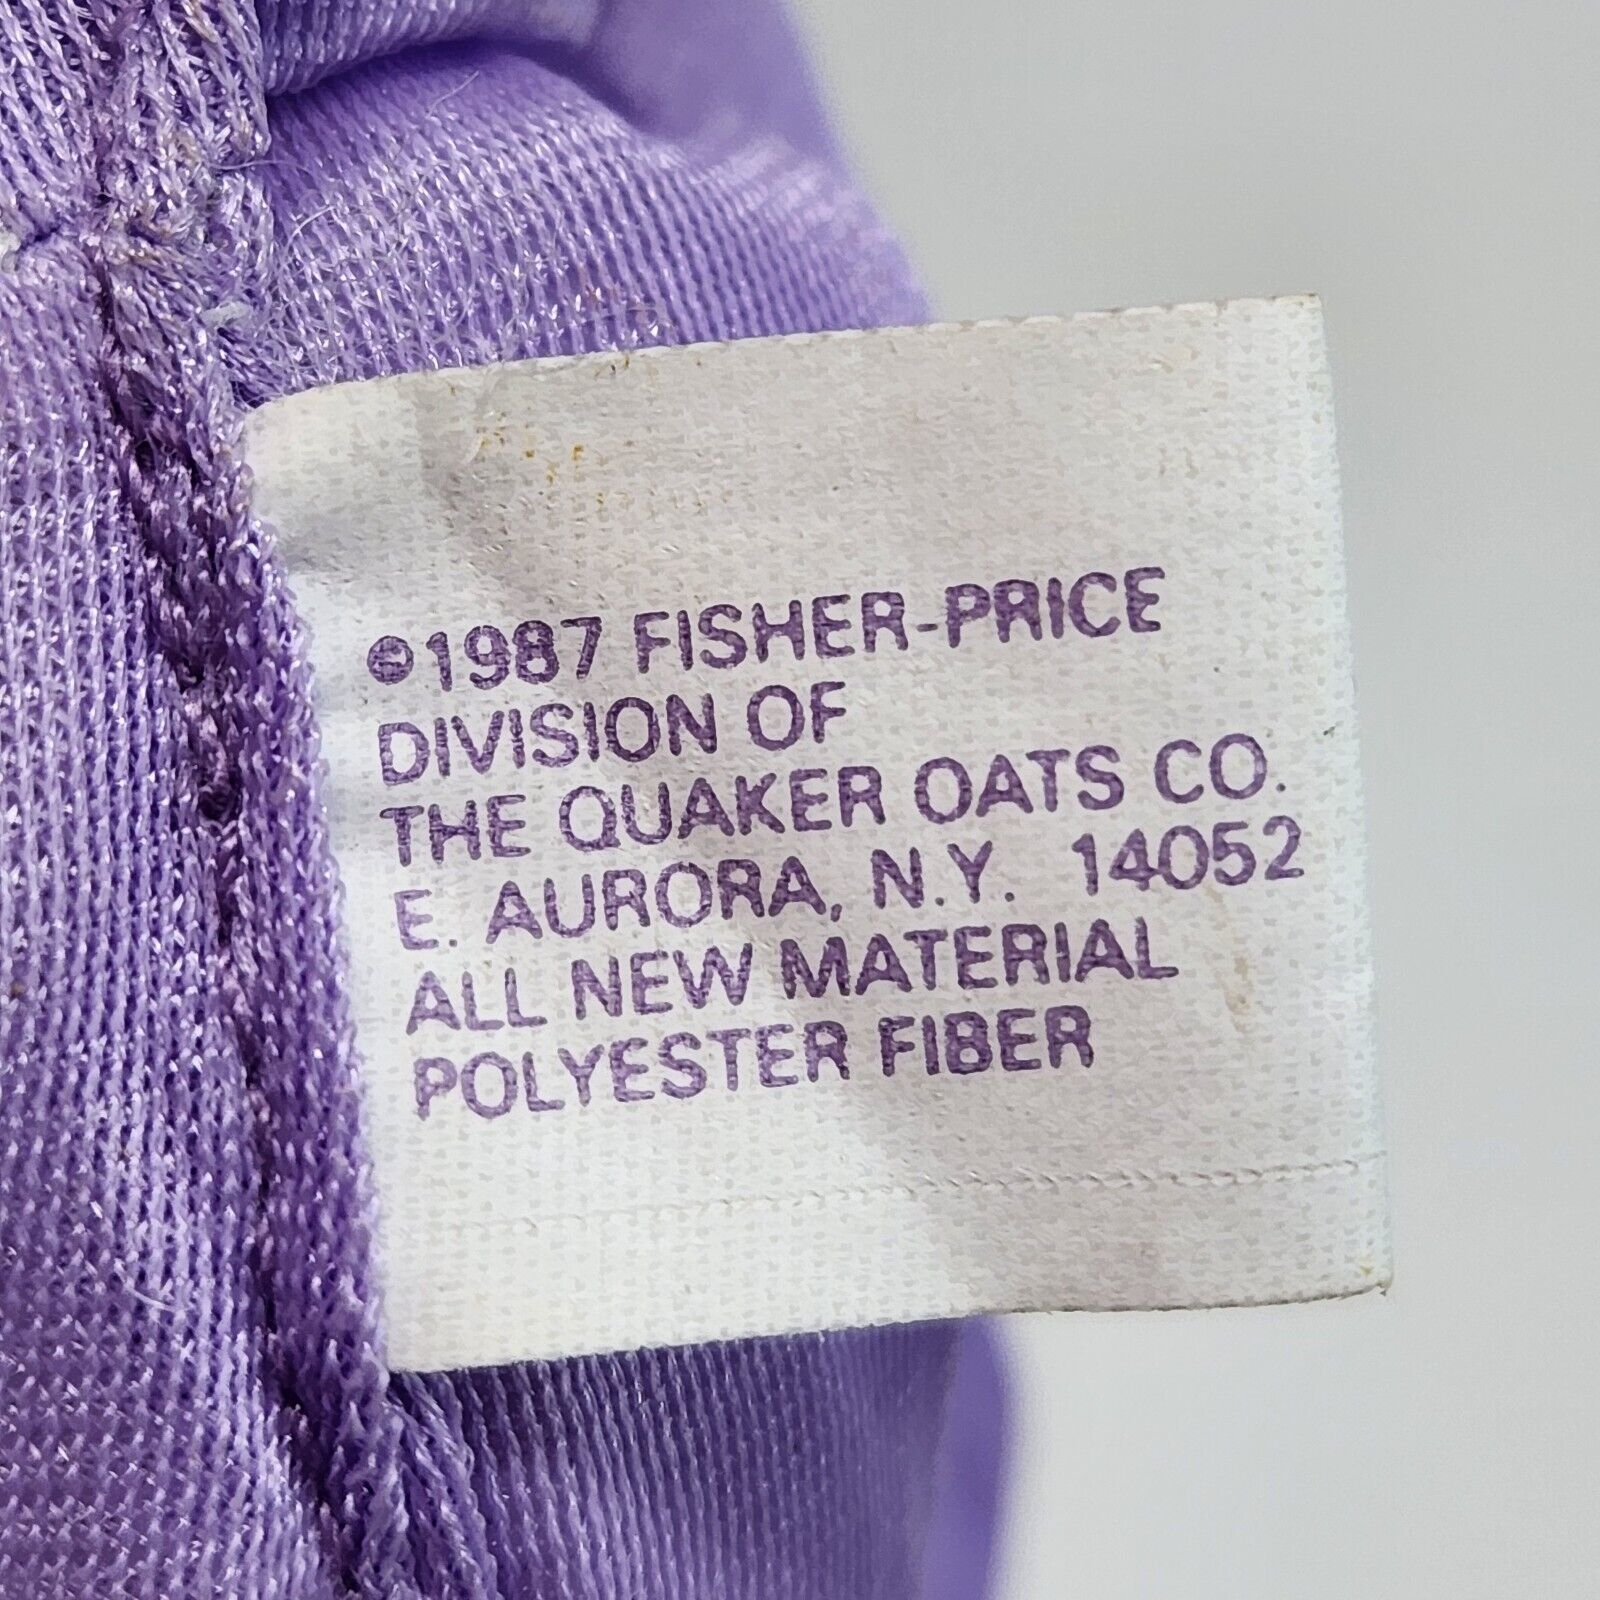 ©1987 FISHER-PRICE
DIVISION OF
THE QUAKER OATS CO.
E. AURORA, N.Y. 14052
ALL NEW MATERIAL
POLYESTER FIBER